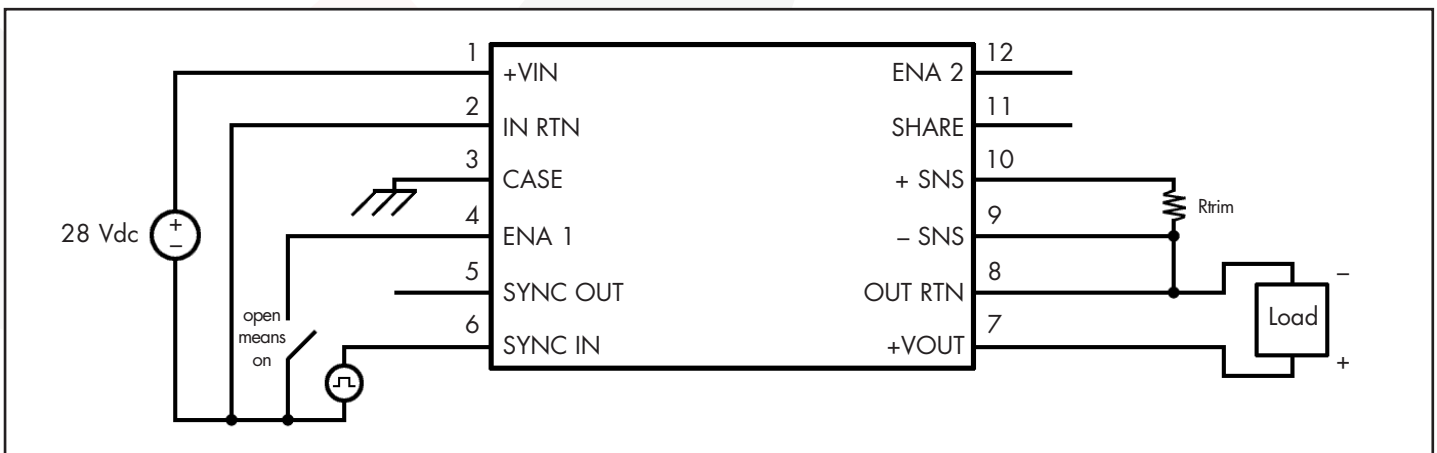 1
+VIN
2
IN RTN
3
CASE
4
ENA 1
5
SYNC OUT
6
SYNC IN
12
ENA 2
11
SHARE
10
+ SNS
9
– SNS
8
OUT RTN
7
+VOUT
28 Vdc
+
–
open
means
on
Rtrim
–
Load
+